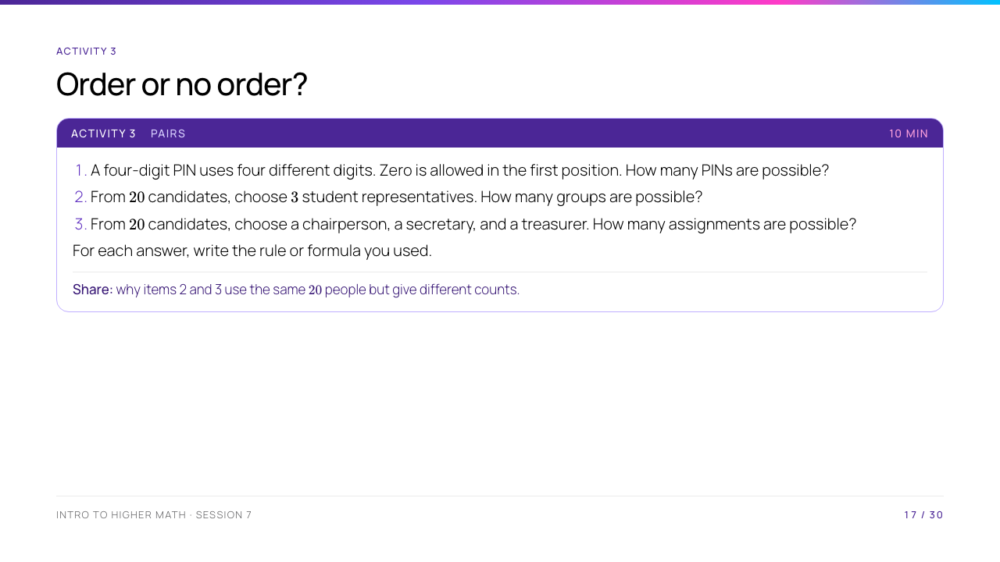 ACTIVITY 3
Order or no order?
ACTIVITY 3 PAIRS 10 MIN
1. A four-digit PIN uses four different digits. Zero is allowed in the first position. How many PINs are possible?
2. From 20 candidates, choose 3 student representatives. How many groups are possible?
3. From 20 candidates, choose a chairperson, a secretary, and a treasurer. How many assignments are possible?
For each answer, write the rule or formula you used.
Share: why items 2 and 3 use the same 20 people but give different counts.
INTRO TO HIGHER MATH · SESSION 7 17 / 30